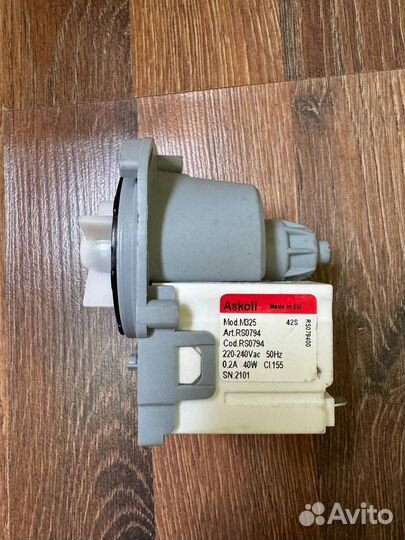 Askoll Made in EU
Mod.M325 42S
Art.RS0794
Cod.RS0794
220-240Vac 50Hz
0,2A 40W Cl.155
SN:2101
RS079400
Avito